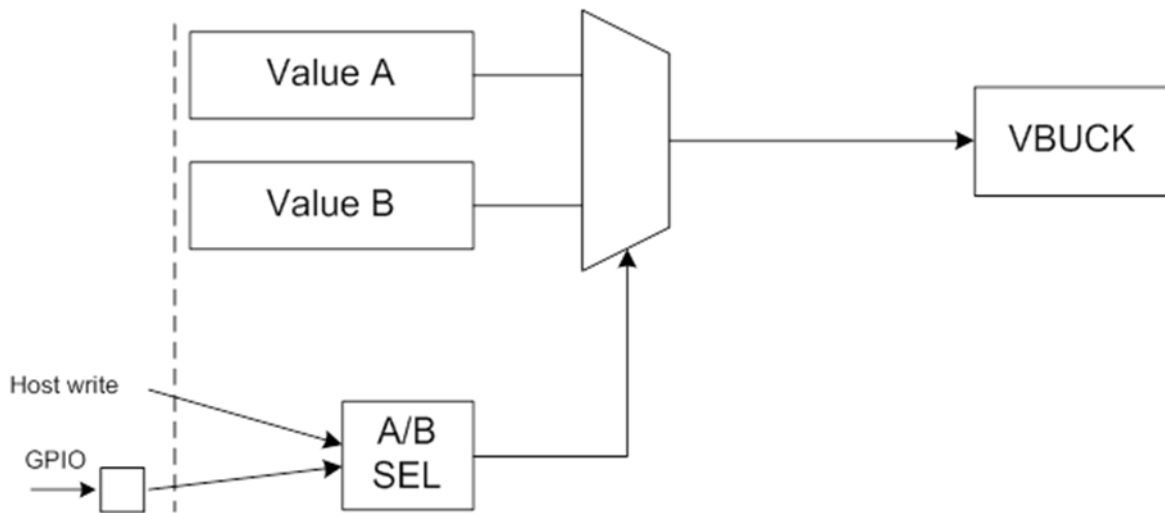 Value A
VBUCK
Value B
Host write
A/B
SEL
GPIO